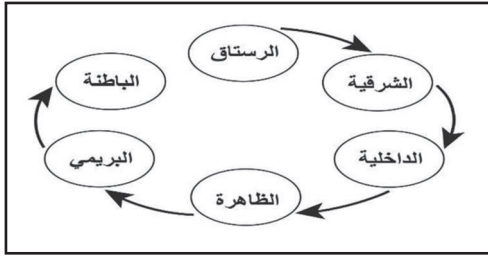 الرستاق
الشرقية
الداخلية
الظاهرة
البريمي
الباطنة